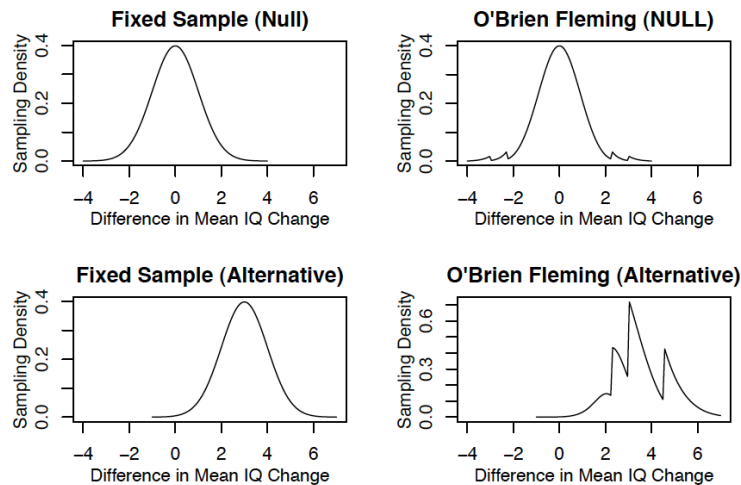 Fixed Sample (Null)
Sampling Density
0.0 0.2 0.4
−4 −2 0 2 4 6
Difference in Mean IQ Change
O'Brien Fleming (NULL)
Sampling Density
0.0 0.2 0.4
−4 −2 0 2 4 6
Difference in Mean IQ Change
Fixed Sample (Alternative)
Sampling Density
0.0 0.2 0.4
−4 −2 0 2 4 6
Difference in Mean IQ Change
O'Brien Fleming (Alternative)
Sampling Density
0.0 0.3 0.6
−4 −2 0 2 4 6
Difference in Mean IQ Change